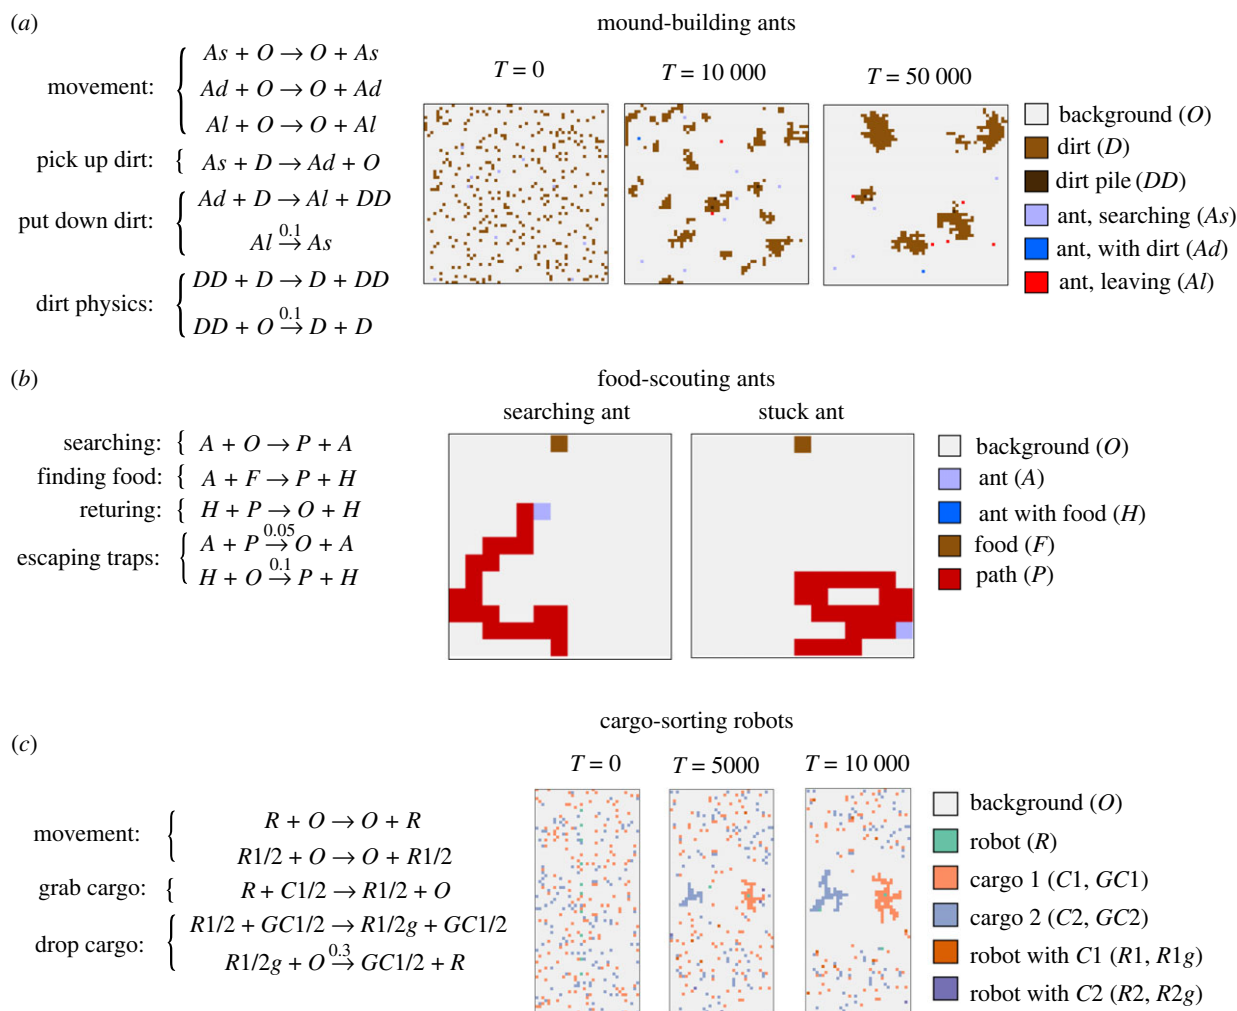 (a)
mound-building ants
movement:
As + O → O + As
Ad + O → O + Ad
Al + O → O + Al
pick up dirt:
As + D → Ad + O
put down dirt:
Ad + D → Al + DD
Al 0.1→ As
dirt physics:
DD + D → D + DD
DD + O 0.1→ D + D
T = 0
T = 10 000
T = 50 000
background (O)
dirt (D)
dirt pile (DD)
ant, searching (As)
ant, with dirt (Ad)
ant, leaving (Al)
(b)
food-scouting ants
searching ant
stuck ant
searching: A + O → P + A
finding food: A + F → P + H
returing: H + P → O + H
escaping traps:
A + P 0.05→ O + A
H + O 0.1→ P + H
background (O)
ant (A)
ant with food (H)
food (F)
path (P)
cargo-sorting robots
(c)
T = 0
T = 5000
T = 10 000
movement:
R + O → O + R
R1/2 + O → O + R1/2
grab cargo:
R + C1/2 → R1/2 + O
drop cargo:
R1/2 + GC1/2 → R1/2g + GC1/2
R1/2g + O 0.3→ GC1/2 + R
background (O)
robot (R)
cargo 1 (C1, GC1)
cargo 2 (C2, GC2)
robot with C1 (R1, R1g)
robot with C2 (R2, R2g)